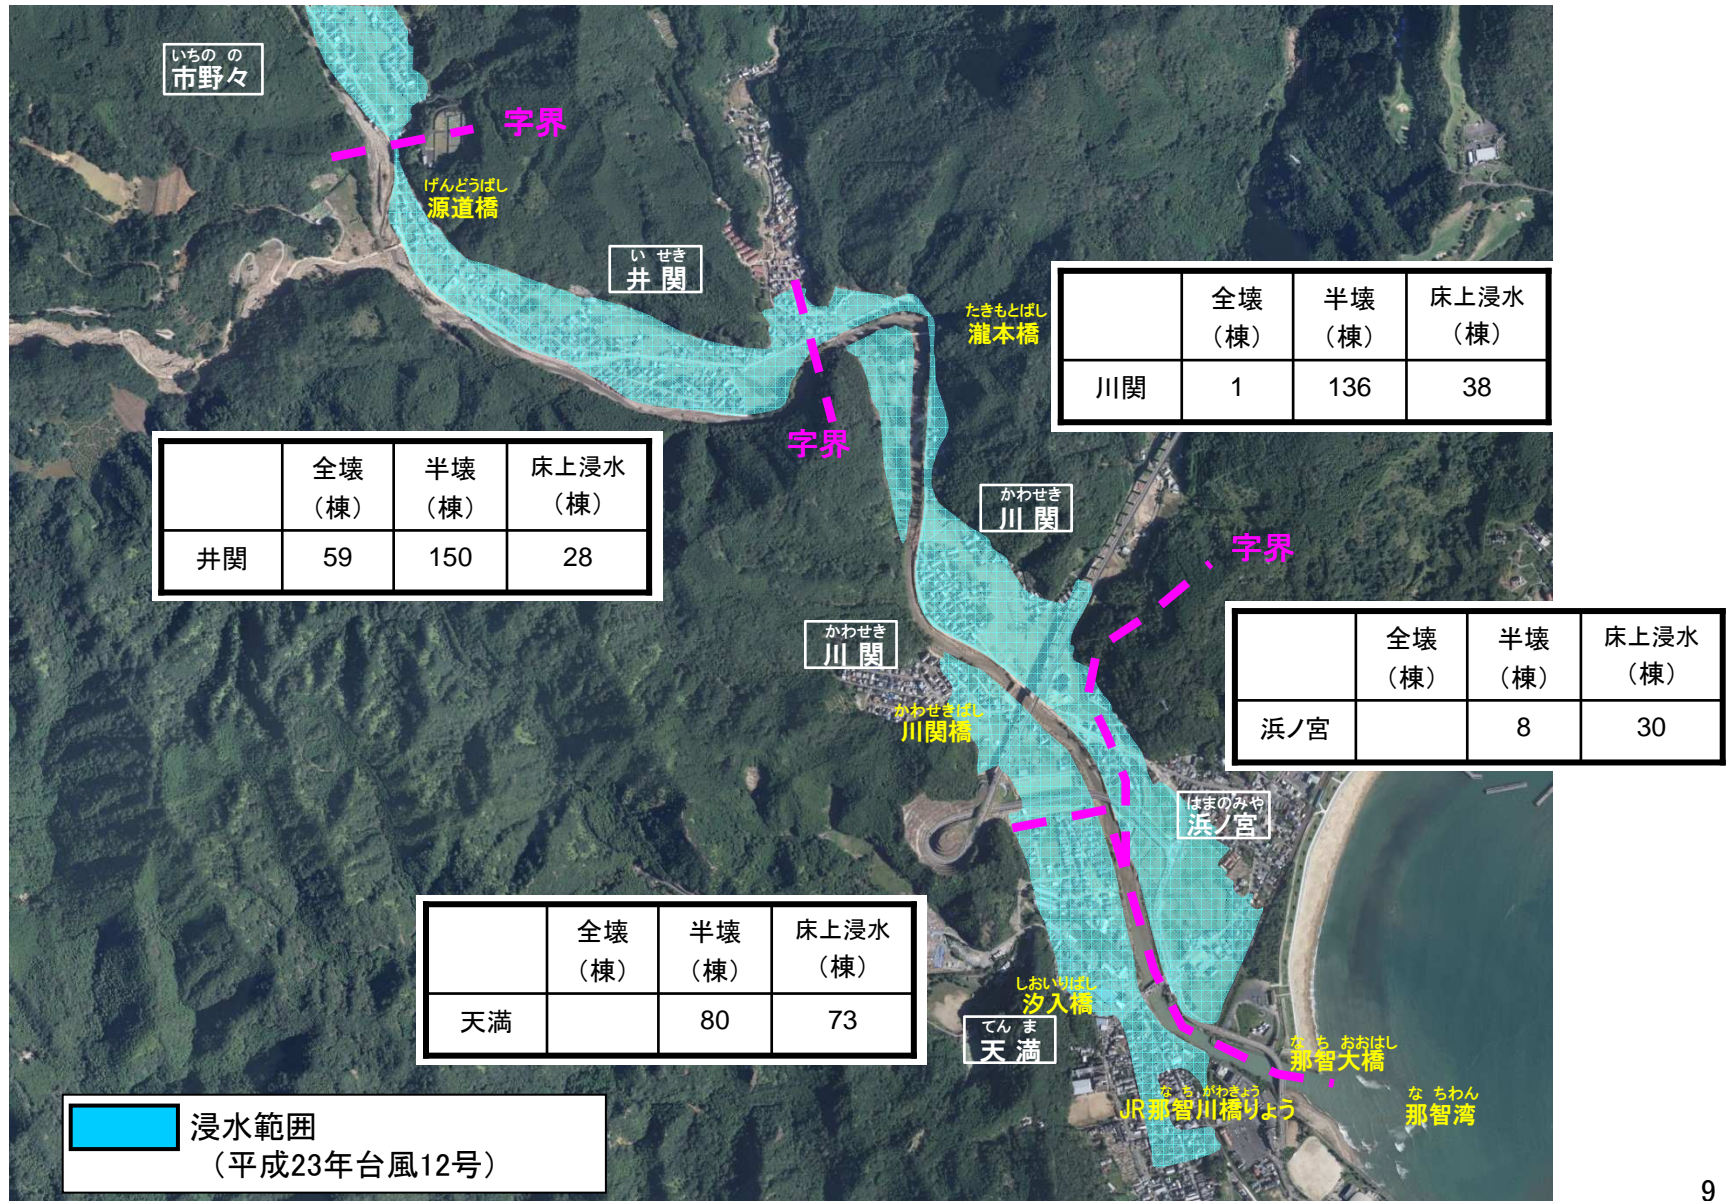 いちの の
市野々
字界
げんどうばし
源道橋
い せき
井 関
たきもとばし
瀧本橋
全壊 半壊 床上浸水
（棟） （棟） （棟）
川関 1 136 38
字界
全壊 半壊 床上浸水
（棟） （棟） （棟）
井関 59 150 28
かわせき
川 関
字界
かわせき
川 関
かわせきばし
川関橋
全壊 半壊 床上浸水
（棟） （棟） （棟）
浜ノ宮 8 30
はまのみや
浜ノ宮
全壊 半壊 床上浸水
（棟） （棟） （棟）
天満 80 73
しおいりばし
汐入橋
てん ま
天 満
な ち おおはし
那智大橋
な ち がわきょう
JR那智川橋りょう
な ちわん
那智湾
浸水範囲
（平成23年台風12号）
9